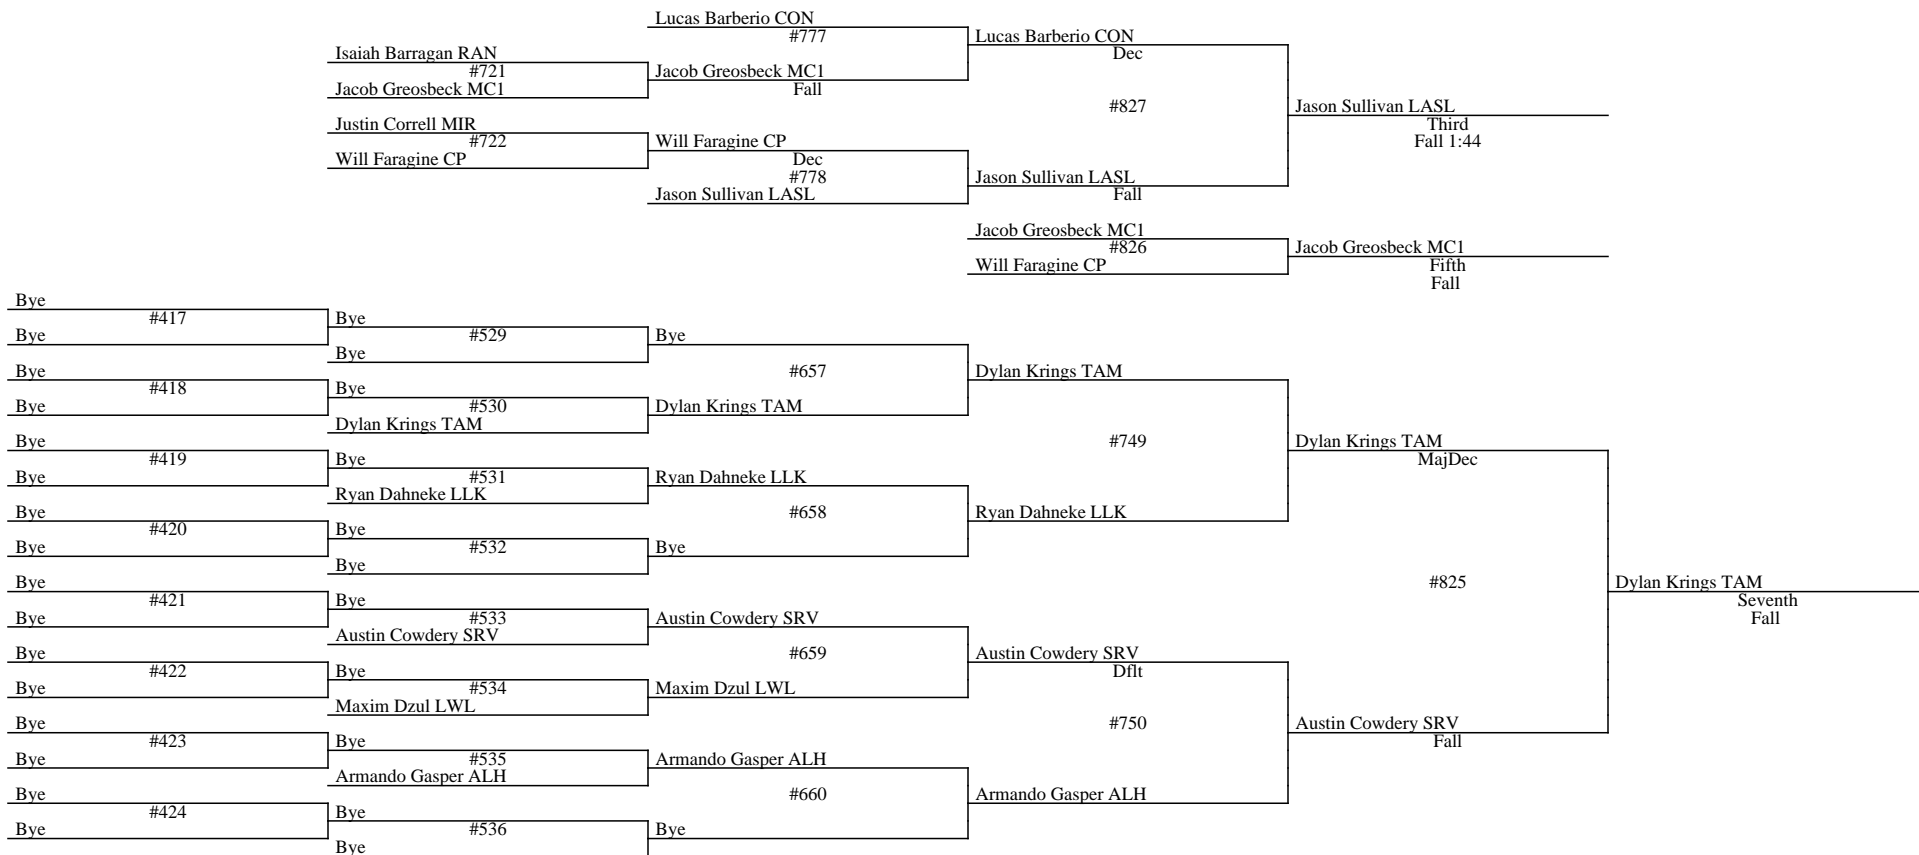 Lucas Barberio CON
#777
Lucas Barberio CON
Dec
Isaiah Barragan RAN
#721
Jacob Greosbeck MC1
Jacob Greosbeck MC1
Fall
#827
Jason Sullivan LASL
Third
Fall 1:44
Justin Correll MIR
#722
Will Faragine CP
Will Faragine CP
Dec
#778
Jason Sullivan LASL
Jason Sullivan LASL
Fall
Jacob Greosbeck MC1
#826
Will Faragine CP
Jacob Greosbeck MC1
Fifth
Fall
Bye
#417
Bye
Bye
#418
Bye
Bye
#419
Bye
Bye
#420
Bye
Bye
#421
Bye
Bye
#422
Bye
Bye
#423
Bye
Bye
#424
Bye
Bye
#529
Bye
Bye
#530
Dylan Krings TAM
Bye
#531
Ryan Dahneke LLK
Bye
#532
Bye
Bye
#533
Austin Cowdery SRV
Bye
#534
Maxim Dzul LWL
Bye
#535
Armando Gasper ALH
Bye
#536
Bye
Bye
#657
Dylan Krings TAM
Ryan Dahneke LLK
#658
Bye
Austin Cowdery SRV
#659
Maxim Dzul LWL
Armando Gasper ALH
#660
Bye
Dylan Krings TAM
#749
Ryan Dahneke LLK
Austin Cowdery SRV
Dflt
#750
Armando Gasper ALH
Dylan Krings TAM
MajDec
#825
Austin Cowdery SRV
Fall
Dylan Krings TAM
Seventh
Fall